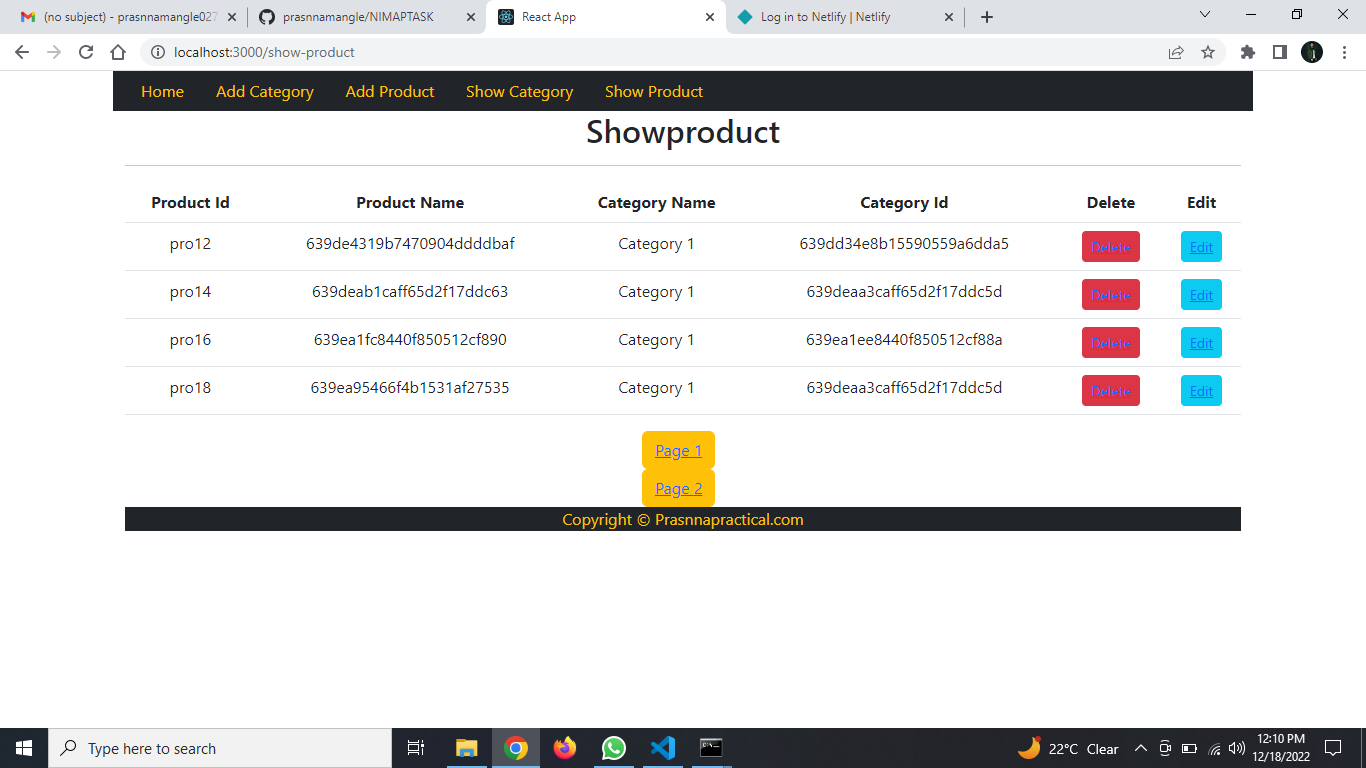 (no subject) - prasnnamangle027
prasnnamangle/NIMAPTASK
React App
Log in to Netlify | Netlify
localhost:3000/show-product
Home Add Category Add Product Show Category Show Product
Showproduct
Product Id Product Name Category Name Category Id Delete Edit
pro12 639de4319b7470904ddddbaf Category 1 639dd34e8b15590559a6dda5 Delete Edit
pro14 639deab1caff65d2f17ddc63 Category 1 639deaa3caff65d2f17ddc5d Delete Edit
pro16 639ea1fc8440f850512cf890 Category 1 639ea1ee8440f850512cf88a Delete Edit
pro18 639ea95466f4b1531af27535 Category 1 639deaa3caff65d2f17ddc5d Delete Edit
Page 1
Page 2
Copyright © Prasnnapractical.com
Type here to search
22°C Clear
12:10 PM
12/18/2022